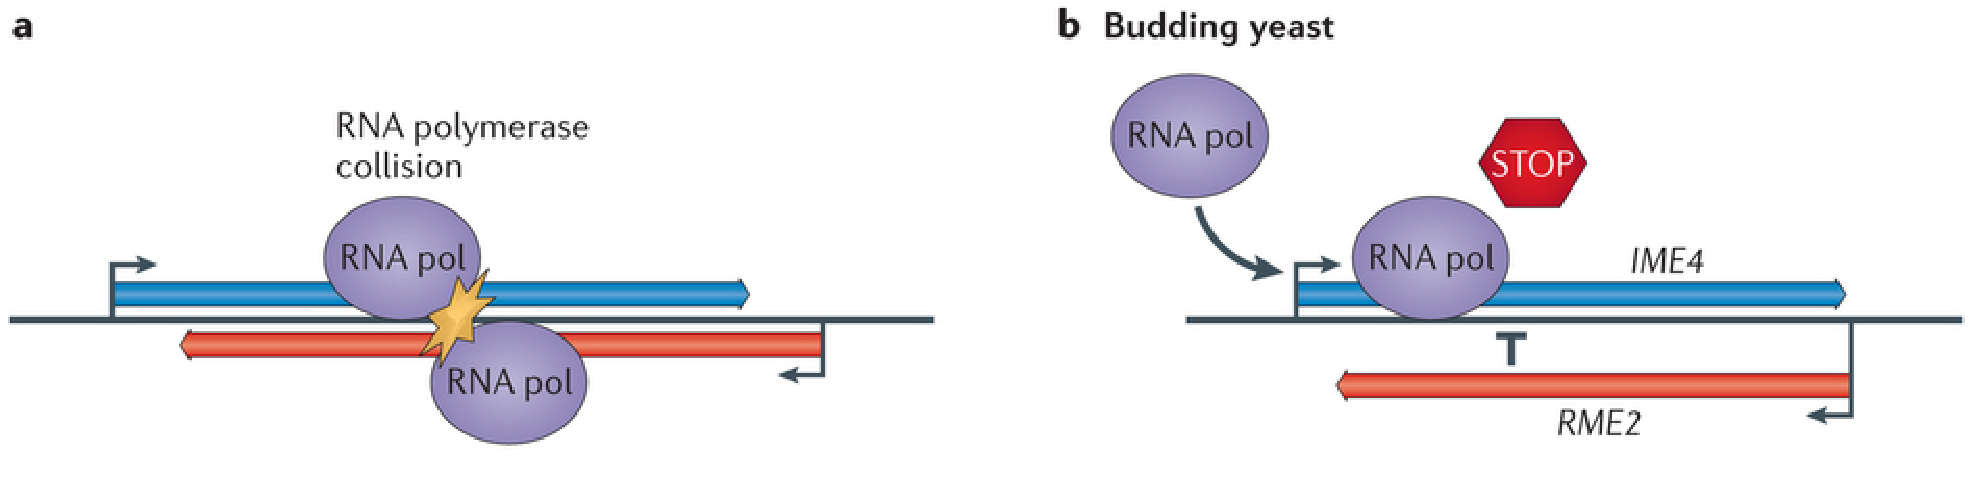 a
RNA polymerase
collision
RNA pol
RNA pol
b Budding yeast
RNA pol
STOP
RNA pol
IME4
RME2